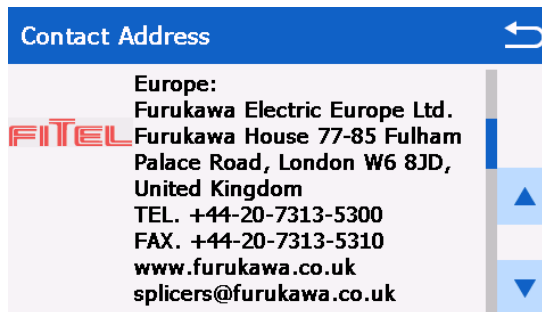 Contact Address
Europe:
Furukawa Electric Europe Ltd.
FITEL
Furukawa House 77-85 Fulham
Palace Road, London W6 8JD,
United Kingdom
TEL. +44-20-7313-5300
FAX. +44-20-7313-5310
www.furukawa.co.uk
splicers@furukawa.co.uk